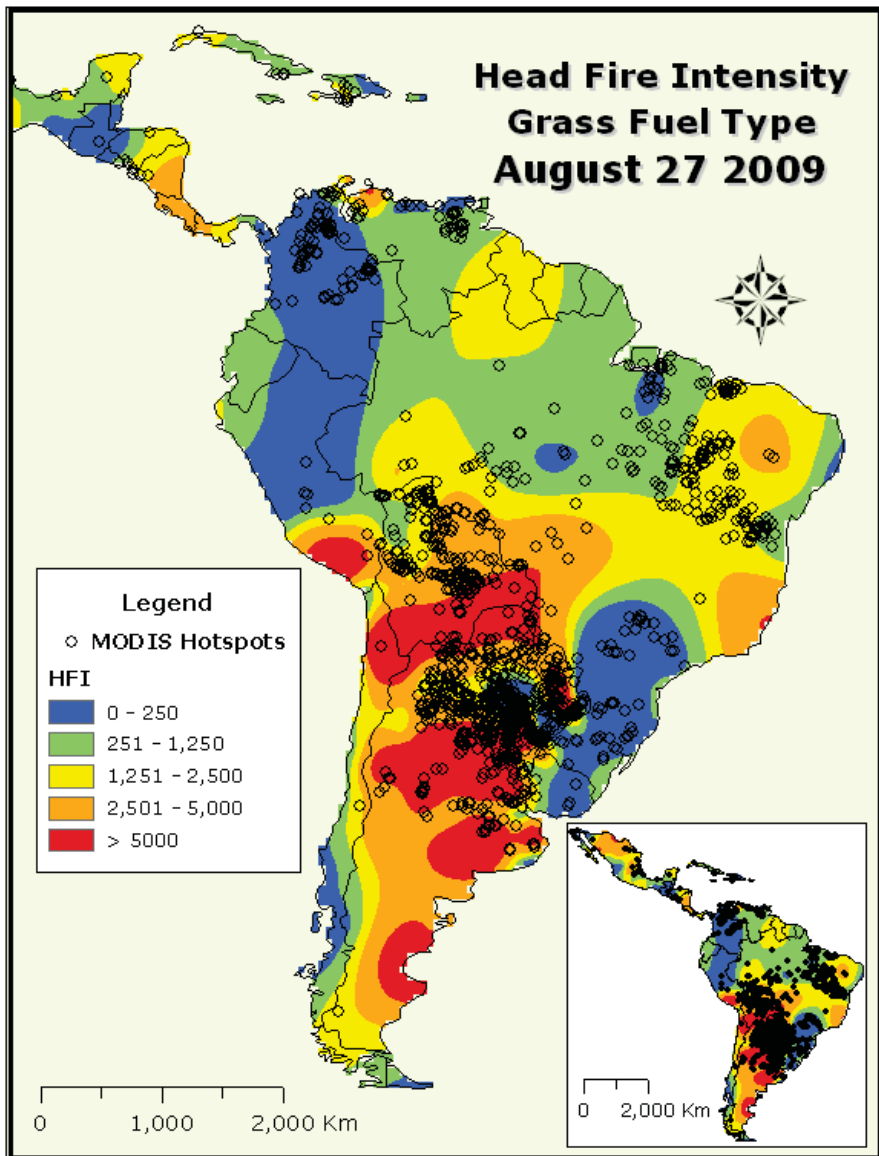 Head Fire Intensity
Grass Fuel Type
August 27 2009
Legend
MODIS Hotspots
HFI
0 - 250
251 - 1,250
1,251 - 2,500
2,501 - 5,000
> 5000
0 1,000 2,000 Km
0 2,000 Km